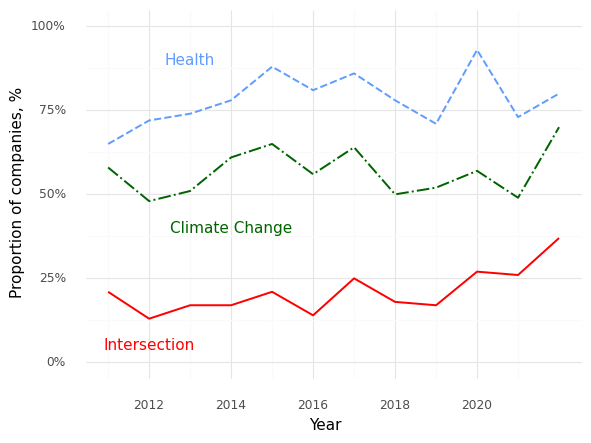 100%
75%
50%
25%
0%
Proportion of companies, %
Health
Climate Change
Intersection
2012 2014 2016 2018 2020
Year